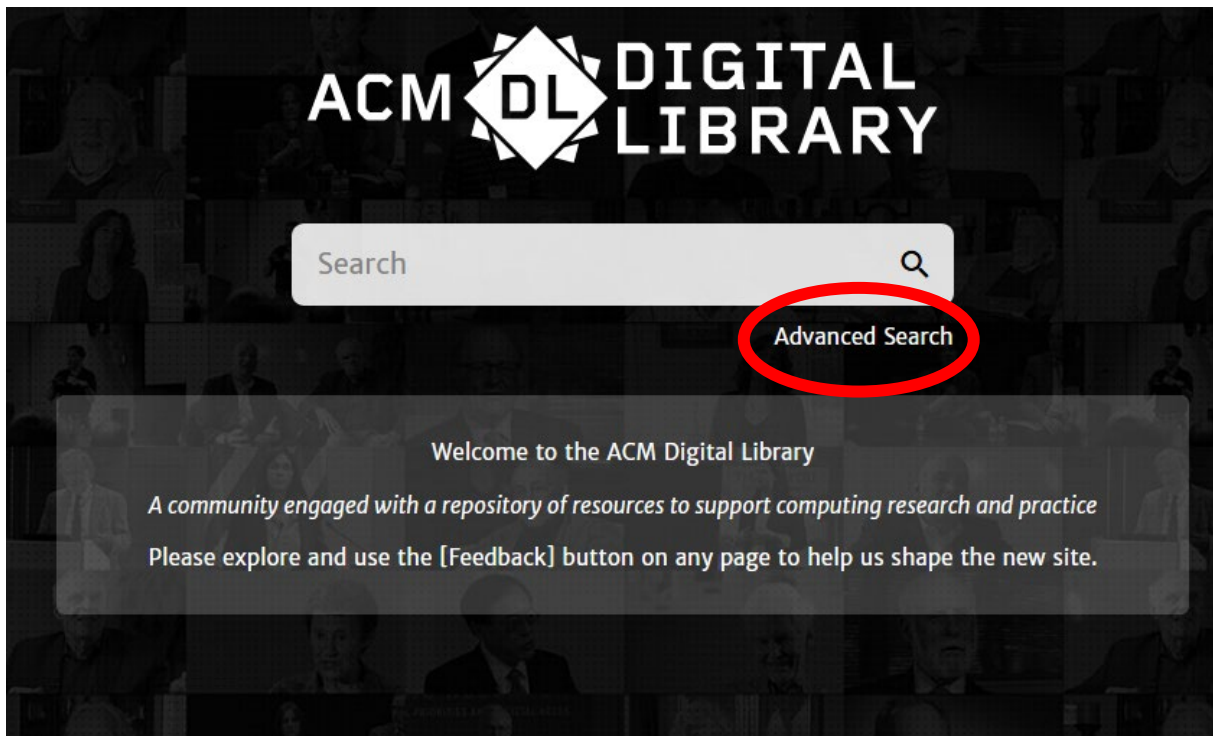 ACM DL DIGITAL
LIBRARY
Search
Advanced Search
Welcome to the ACM Digital Library
A community engaged with a repository of resources to support computing research and practice
Please explore and use the [Feedback] button on any page to help us shape the new site.